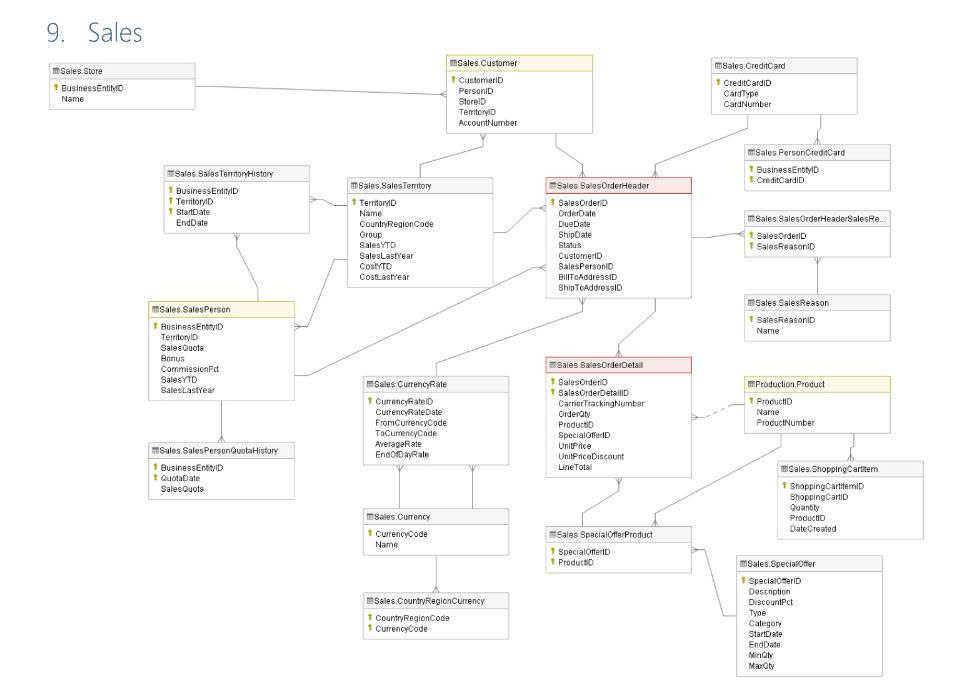 9. Sales
Sales.Store
BusinessEntityID
Name
Sales.Customer
CustomerID
PersonID
StoreID
TerritoryID
AccountNumber
Sales.CreditCard
CreditCardID
CardType
CardNumber
Sales.PersonCreditCard
BusinessEntityID
CreditCardID
Sales.SalesTerritoryHistory
BusinessEntityID
TerritoryID
StartDate
EndDate
Sales.SalesTerritory
TerritoryID
Name
CountryRegionCode
Group
SalesYTD
SalesLastYear
CostYTD
CostLastYear
Sales.SalesOrderHeader
SalesOrderID
OrderDate
DueDate
ShipDate
Status
CustomerID
SalesPersonID
BillToAddressID
ShipToAddressID
Sales.SalesOrderHeaderSalesRe...
SalesOrderID
SalesReasonID
Sales.SalesReason
SalesReasonID
Name
Sales.SalesPerson
BusinessEntityID
TerritoryID
SalesQuota
Bonus
CommissionPct
SalesYTD
SalesLastYear
Sales.CurrencyRate
CurrencyRateID
CurrencyRateDate
FromCurrencyCode
ToCurrencyCode
AverageRate
EndOfDayRate
Sales.SalesOrderDetail
SalesOrderID
SalesOrderDetailID
CarrierTrackingNumber
OrderQty
ProductID
SpecialOfferID
UnitPrice
UnitPriceDiscount
LineTotal
Production.Product
ProductID
Name
ProductNumber
Sales.SalesPersonQuotaHistory
BusinessEntityID
QuotaDate
SalesQuota
Sales.ShoppingCartItem
ShoppingCartItemID
ShoppingCartID
Quantity
ProductID
DateCreated
Sales.Currency
CurrencyCode
Name
Sales.SpecialOfferProduct
SpecialOfferID
ProductID
Sales.SpecialOffer
SpecialOfferID
Description
DiscountPct
Type
Category
StartDate
EndDate
MinQty
MaxQty
Sales.CountryRegionCurrency
CountryRegionCode
CurrencyCode